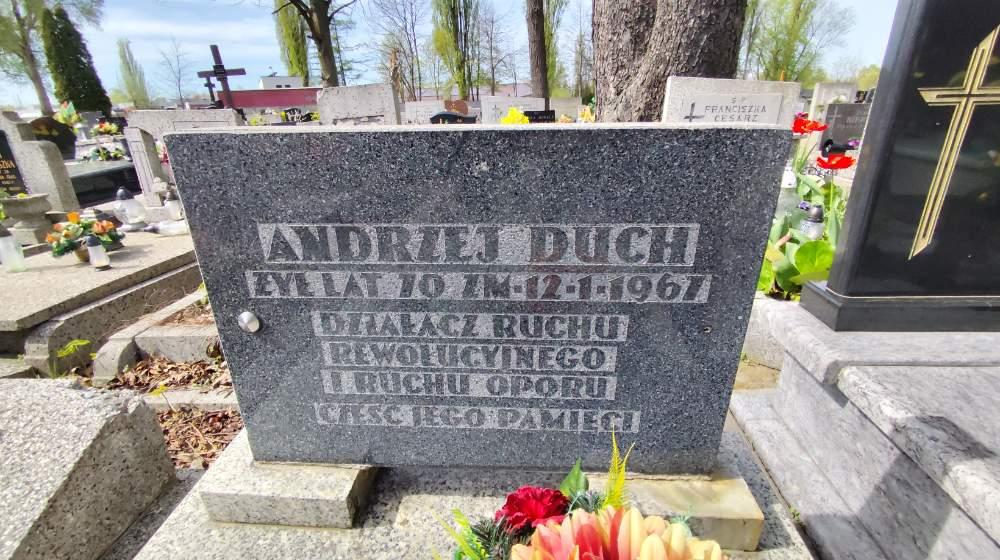 S P
FRANCISZKA
CESARZ
ANDRZEJ DUCH
ŻYŁ LAT 70 ZM·12·1·1967
DZIAŁACZ RUCHU
REWOLUCYJNEGO
I RUCHU OPORU
CZEŚĆ JEGO PAMIĘCI